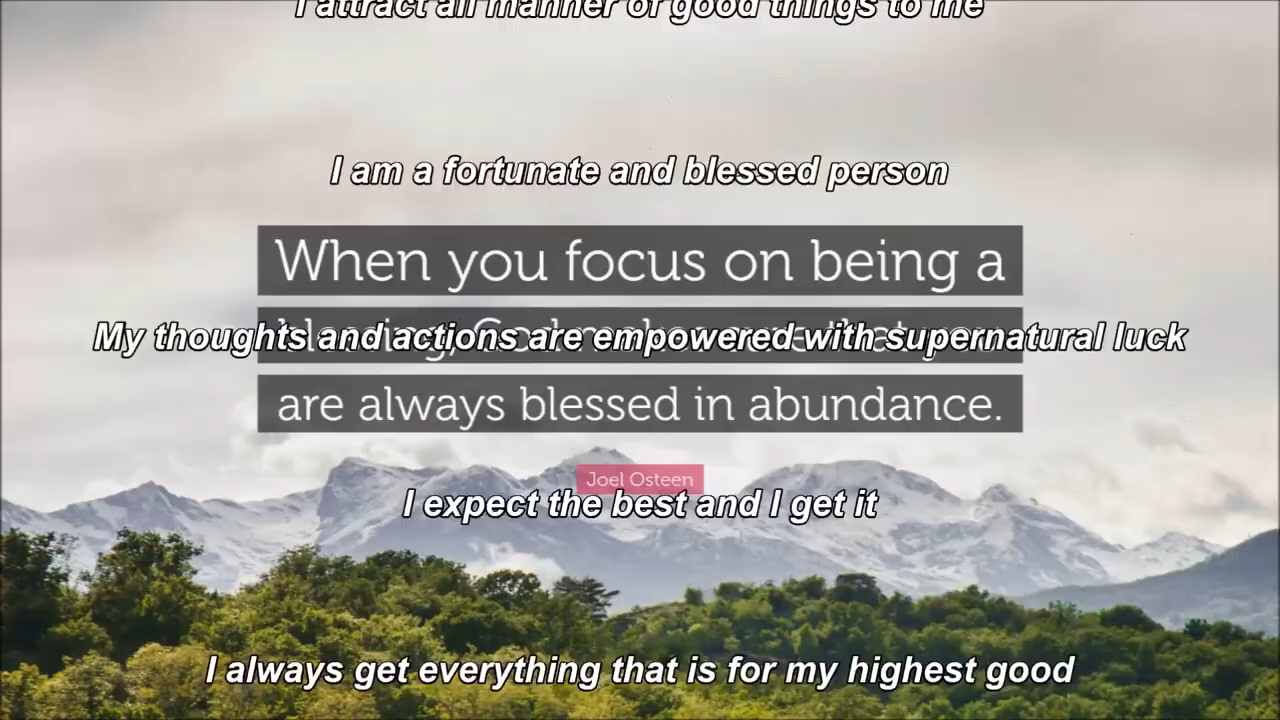 I attract all manner of good things to me
I am a fortunate and blessed person
When you focus on being a
My thoughts and actions are empowered with supernatural luck
are always blessed in abundance.
Joel Osteen
I expect the best and I get it
I always get everything that is for my highest good